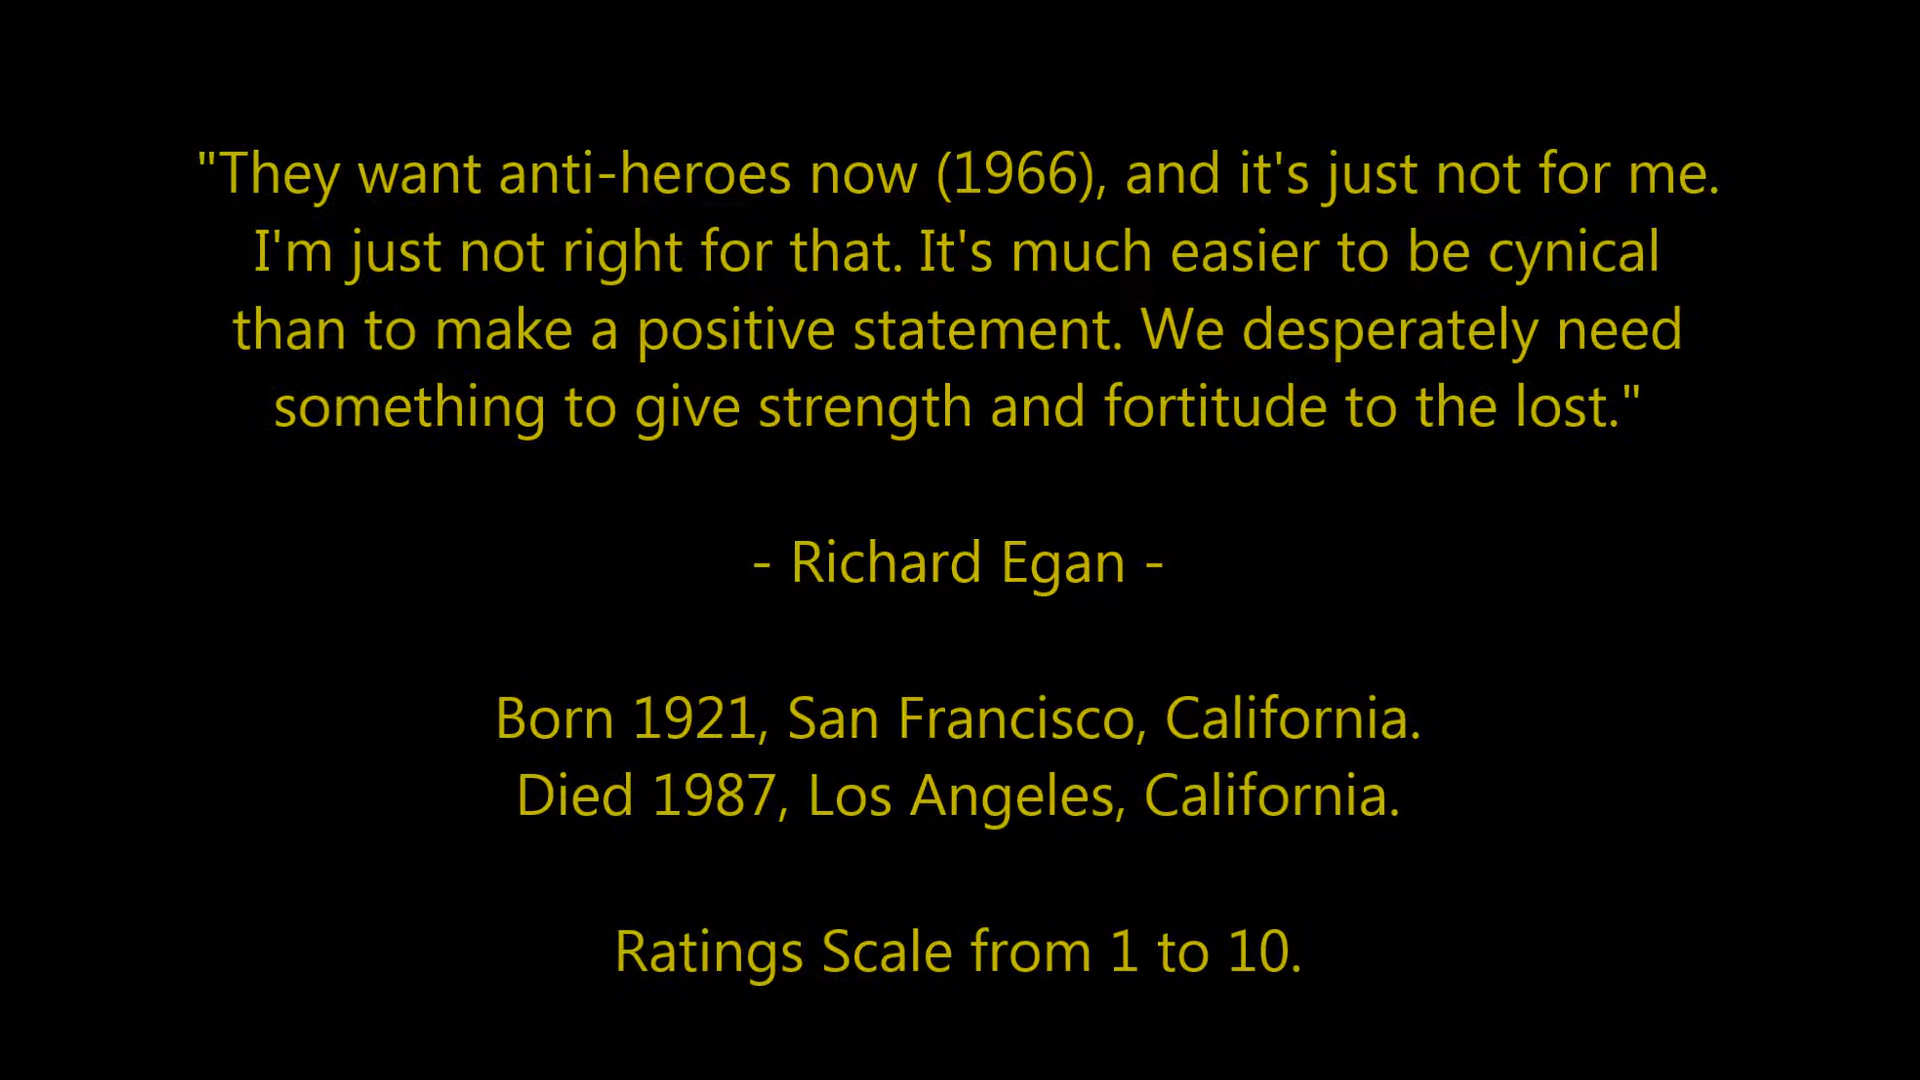 "They want anti-heroes now (1966), and it's just not for me.
I'm just not right for that. It's much easier to be cynical
than to make a positive statement. We desperately need
something to give strength and fortitude to the lost."
- Richard Egan -
Born 1921, San Francisco, California.
Died 1987, Los Angeles, California.
Ratings Scale from 1 to 10.